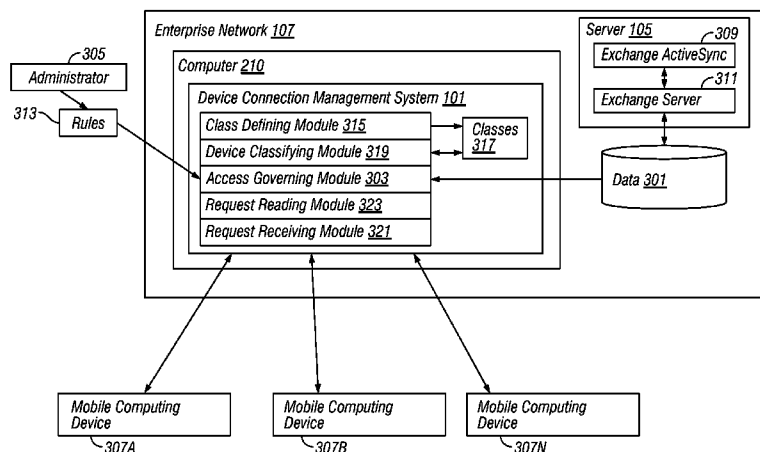 Enterprise Network 107
Server 105
309
Exchange ActiveSync
311
Exchange Server
305
Administrator
Computer 210
313
Rules
Device Connection Management System 101
Class Defining Module 315
Classes
317
Device Classifying Module 319
Access Governing Module 303
Data 301
Request Reading Module 323
Request Receiving Module 321
Mobile Computing
Device
307A
Mobile Computing
Device
307B
Mobile Computing
Device
307N